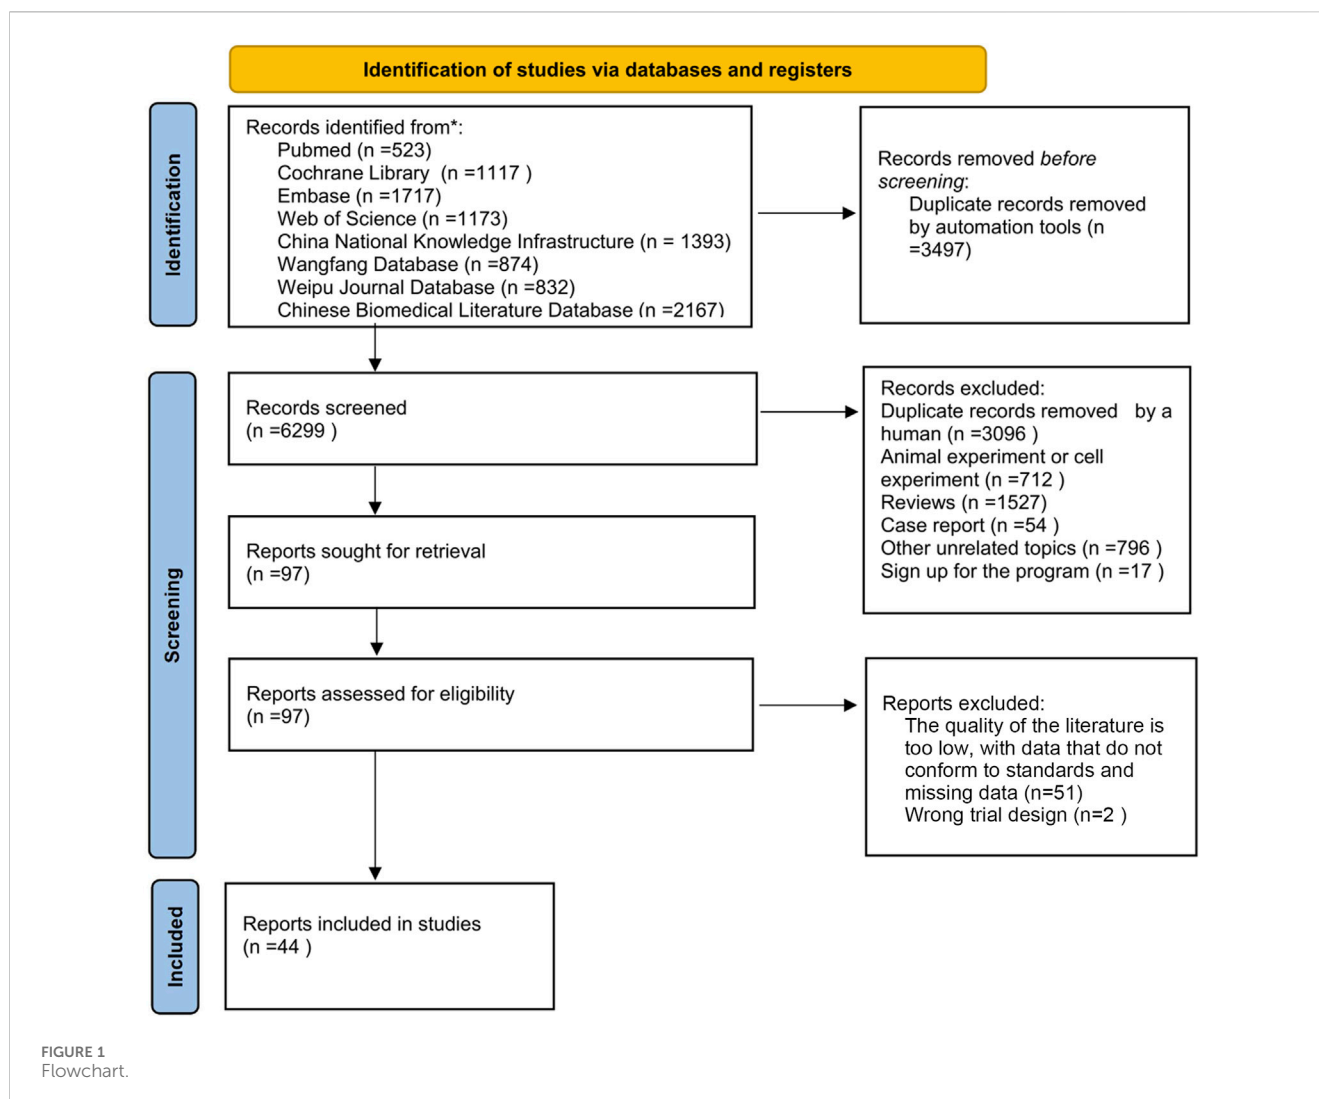 Identification of studies via databases and registers
Identification
Records identified from*:
Pubmed (n =523)
Cochrane Library (n =1117 )
Embase (n =1717)
Web of Science (n =1173)
China National Knowledge Infrastructure (n = 1393)
Wangfang Database (n =874)
Weipu Journal Database (n =832)
Chinese Biomedical Literature Database (n =2167)
Records removed before
screening:
Duplicate records removed
by automation tools (n
=3497)
Screening
Records screened
(n =6299 )
Records excluded:
Duplicate records removed by a
human (n =3096 )
Animal experiment or cell
experiment (n =712 )
Reviews (n =1527)
Case report (n =54 )
Other unrelated topics (n =796 )
Sign up for the program (n =17 )
Reports sought for retrieval
(n =97)
Reports assessed for eligibility
(n =97)
Reports excluded:
The quality of the literature is
too low, with data that do not
conform to standards and
missing data (n=51)
Wrong trial design (n=2 )
Included
Reports included in studies
(n =44 )
FIGURE 1
Flowchart.